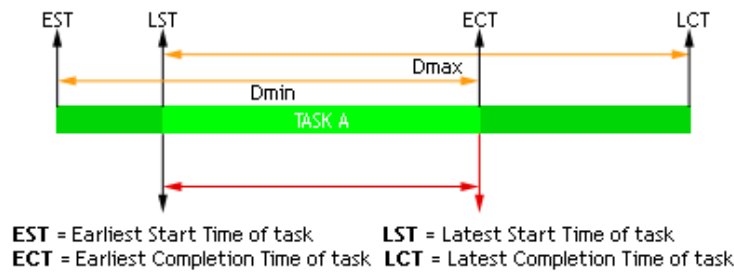 EST LST ECT LCT
Dmax
Dmin
TASK A
EST = Earliest Start Time of task LST = Latest Start Time of task
ECT = Earliest Completion Time of task LCT = Latest Completion Time of task